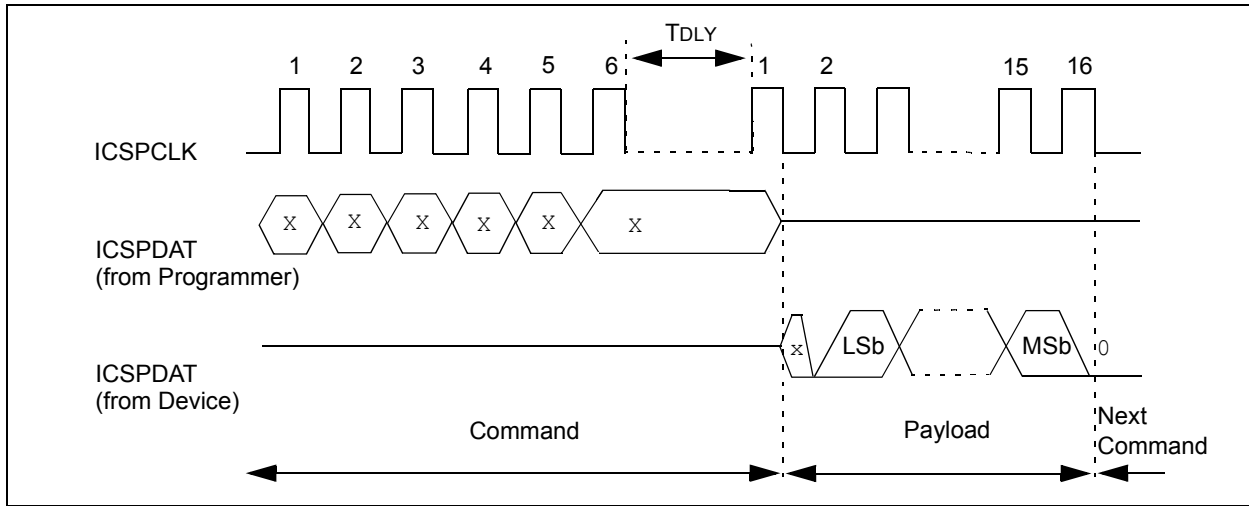 TDLY
1 2 3 4 5 6 1 2 15 16
ICSPCLK
X X X X X X
ICSPDAT
(from Programmer)
x LSb MSb 0
ICSPDAT
(from Device)
Command Payload Next
Command